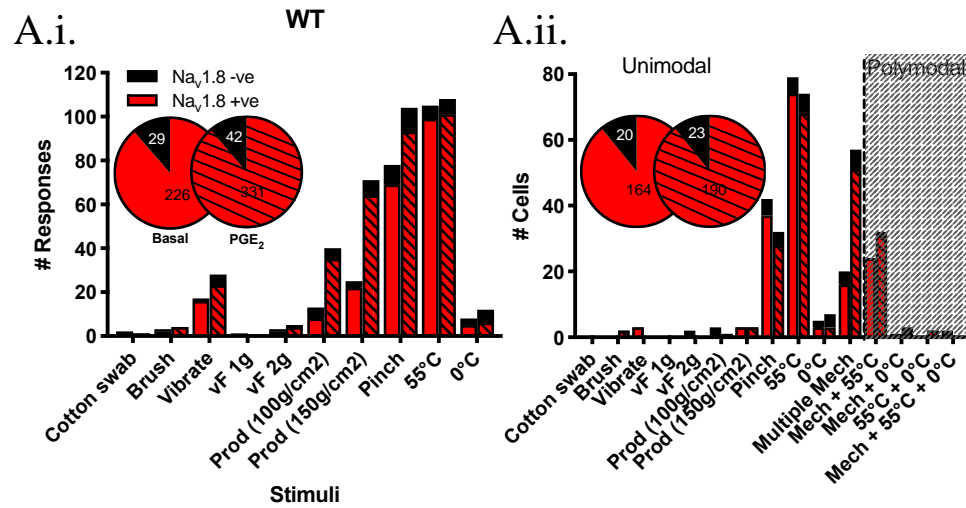 A.i.
WT
120
100
80
60
40
20
0
# Responses
Naᵥ1.8 -ve
Naᵥ1.8 +ve
29
226
Basal
42
331
PGE₂
Cotton swab
Brush
Vibrate
vF 1g
vF 2g
Prod (100g/cm2)
Prod (150g/cm2)
Pinch
55°C
0°C
Stimuli
A.ii.
Unimodal
Polymodal
80
60
40
20
0
# Cells
20
164
23
190
Cotton swab
Brush
Vibrate
vF 1g
vF 2g
Prod (100g/cm2)
Prod (150g/cm2)
Pinch
55°C
0°C
Multiple Mech
Mech + 55°C
Mech + 0°C
55°C + 0°C
Mech + 55°C + 0°C